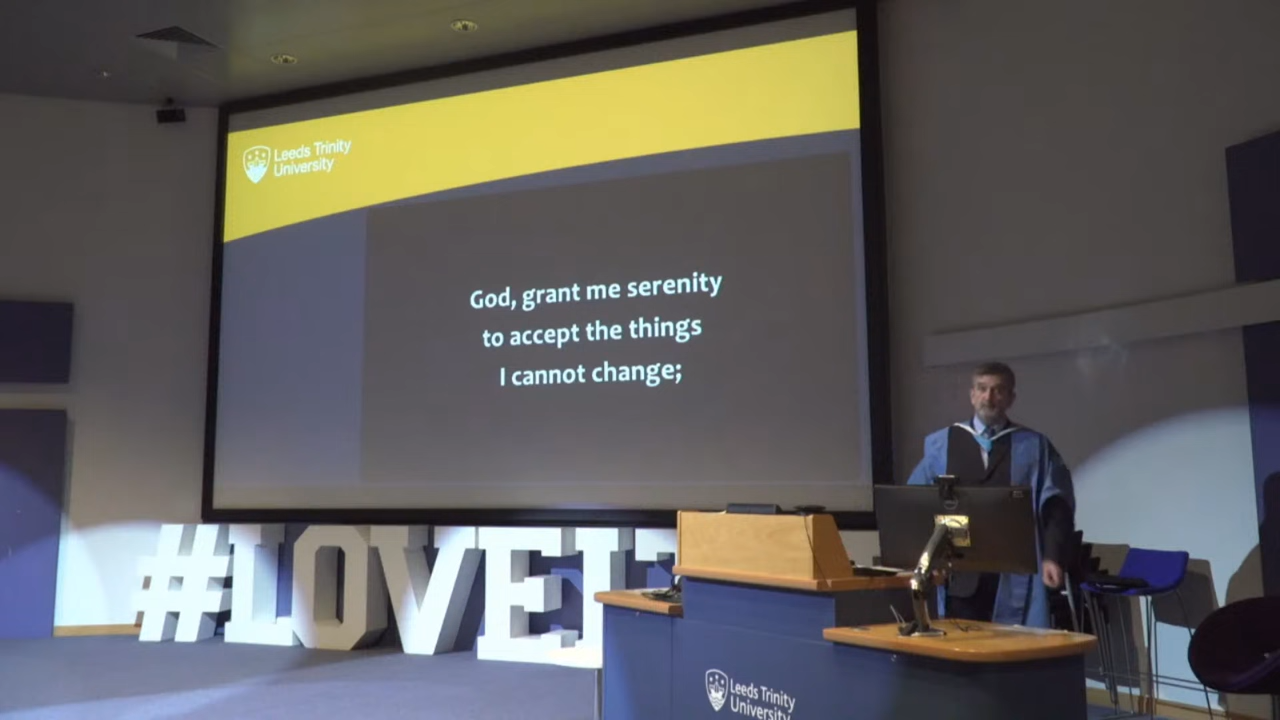 Leeds Trinity
University
God, grant me serenity
to accept the things
I cannot change;
#LOVEIT
Leeds Trinity
University